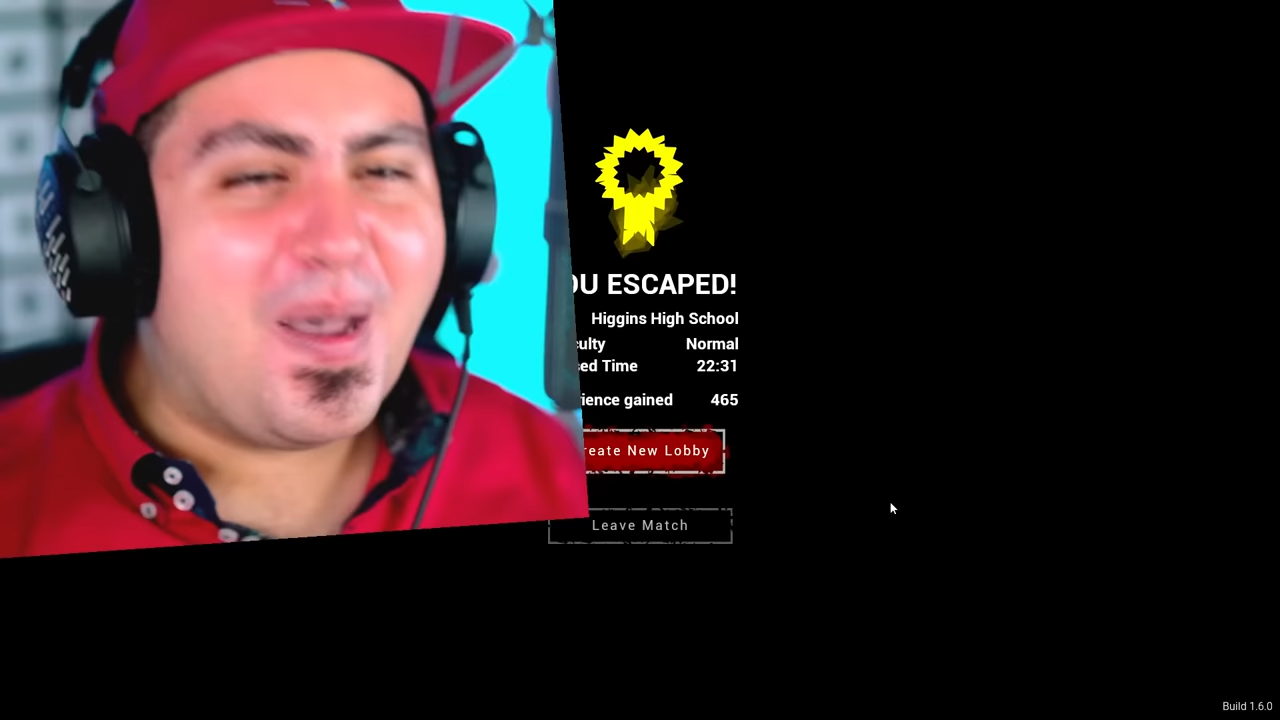 OU ESCAPED!
Higgins High School
culty Normal
sed Time 22:31
rience gained 465
reate New Lobby
Leave Match
Build 1.6.0